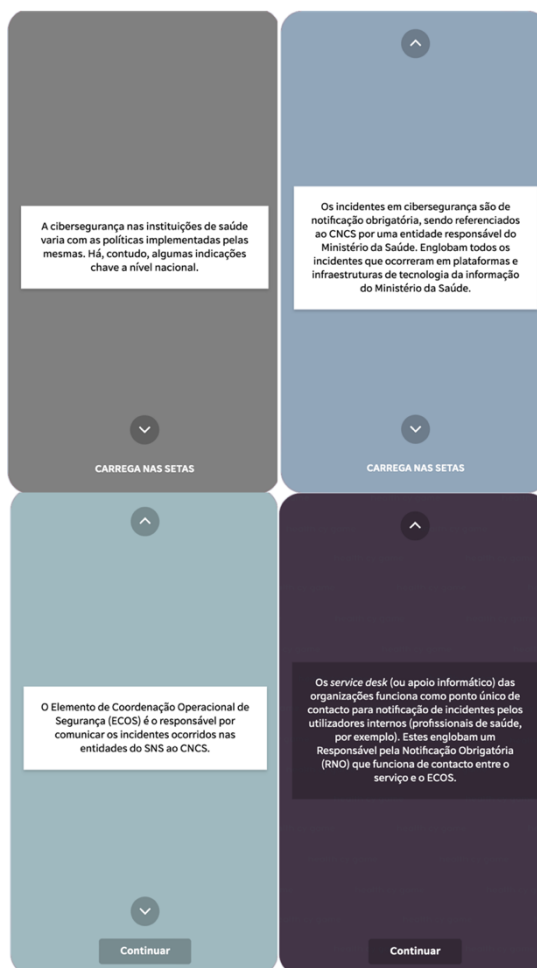 A cibersegurança nas instituições de saúde
varia com as políticas implementadas pelas
mesmas. Há, contudo, algumas indicações
chave a nível nacional.
CARREGA NAS SETAS
Os incidentes em cibersegurança são de
notificação obrigatória, sendo referenciados
ao CNCS por uma entidade responsável do
Ministério da Saúde. Englobam todos os
incidentes que ocorreram em plataformas e
infraestruturas de tecnologia da informação
do Ministério da Saúde.
CARREGA NAS SETAS
O Elemento de Coordenação Operacional de
Segurança (ECOS) é o responsável por
comunicar os incidentes ocorridos nas
entidades do SNS ao CNCS.
Continuar
Os service desk (ou apoio informático) das
organizações funciona como ponto único de
contacto para notificação de incidentes pelos
utilizadores internos (profissionais de saúde,
por exemplo). Estes englobam um
Responsável pela Notificação Obrigatória
(RNO) que funciona de contacto entre o
serviço e o ECOS.
Continuar